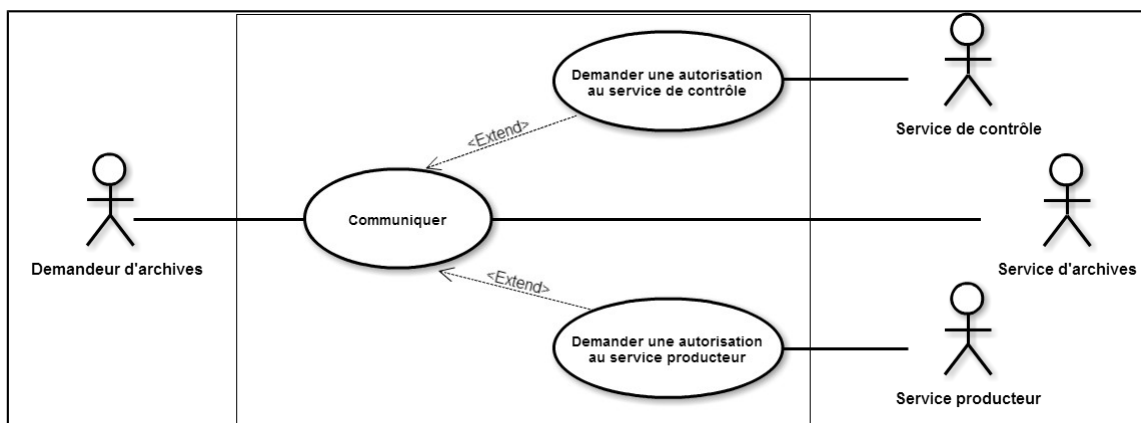 Demander une autorisation
au service de contrôle
Service de contrôle
<Extend>
Communiquer
Demandeur d'archives
Service d'archives
<Extend>
Demander une autorisation
au service producteur
Service producteur